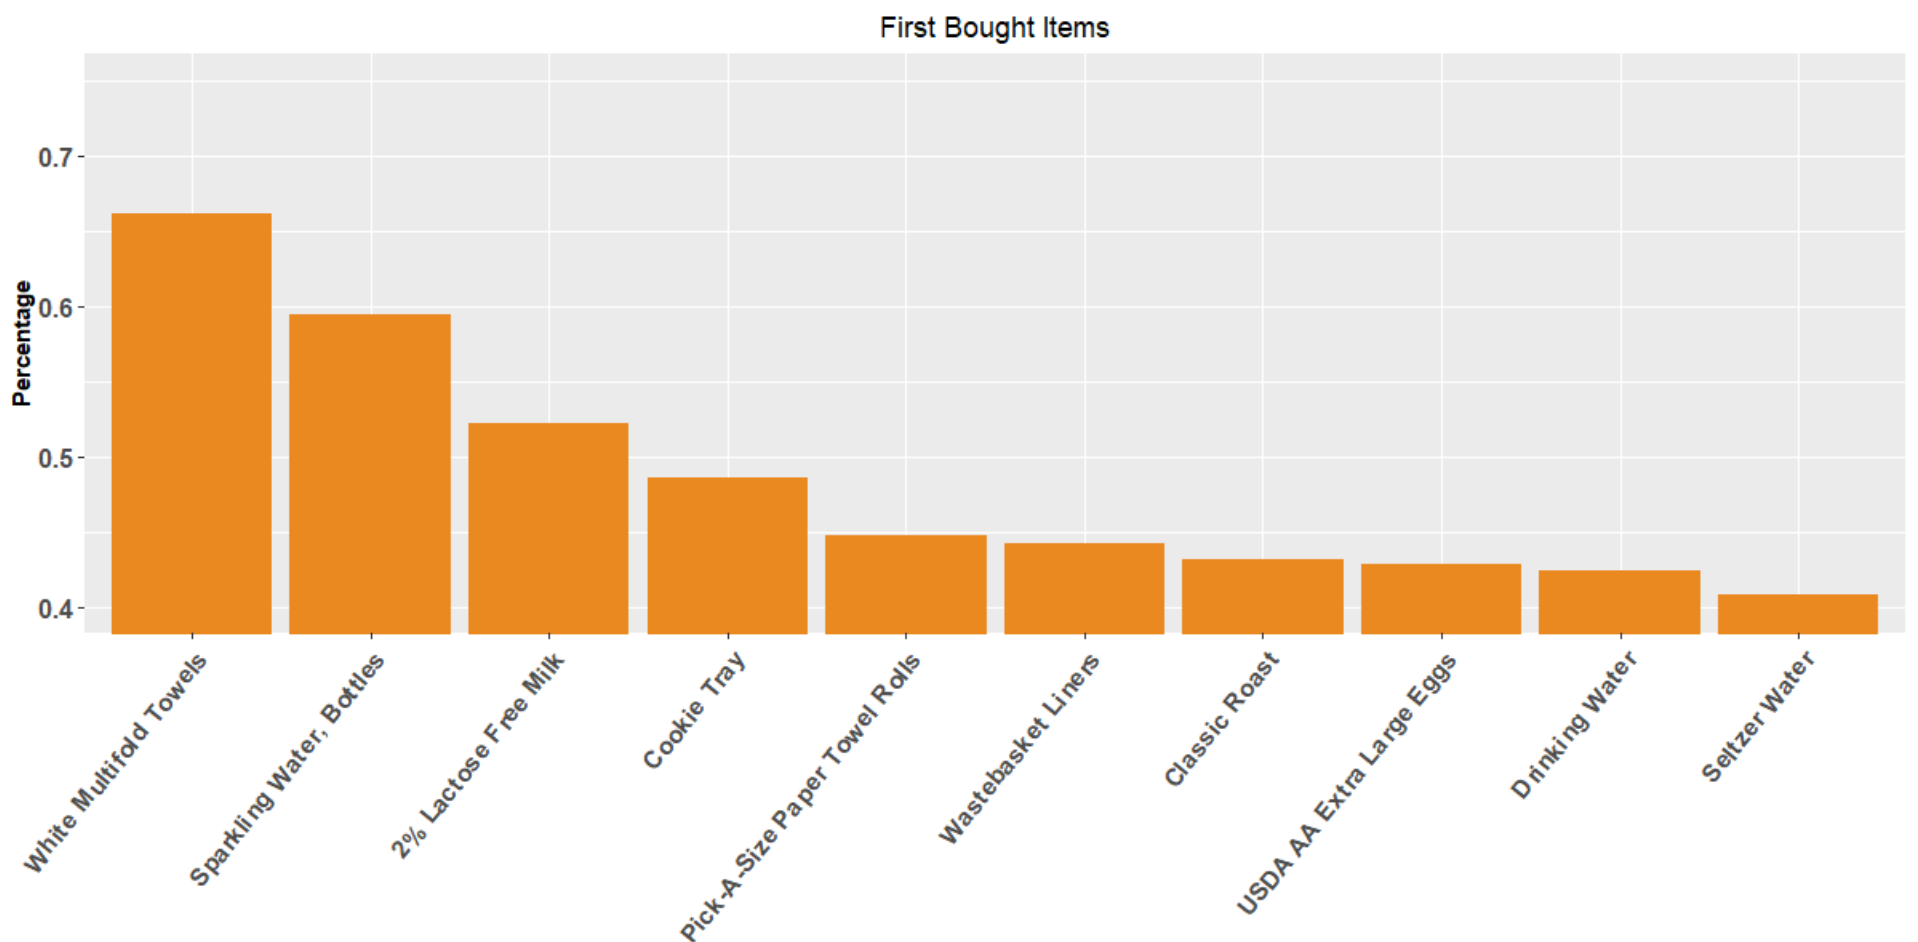 First Bought Items
Percentage
0.7
0.6
0.5
0.4
White Multifold Towels
Sparkling Water, Bottles
2% Lactose Free Milk
Cookie Tray
Pick-A-Size Paper Towel Rolls
Wastebasket Liners
Classic Roast
USDA AA Extra Large Eggs
Drinking Water
Seltzer Water